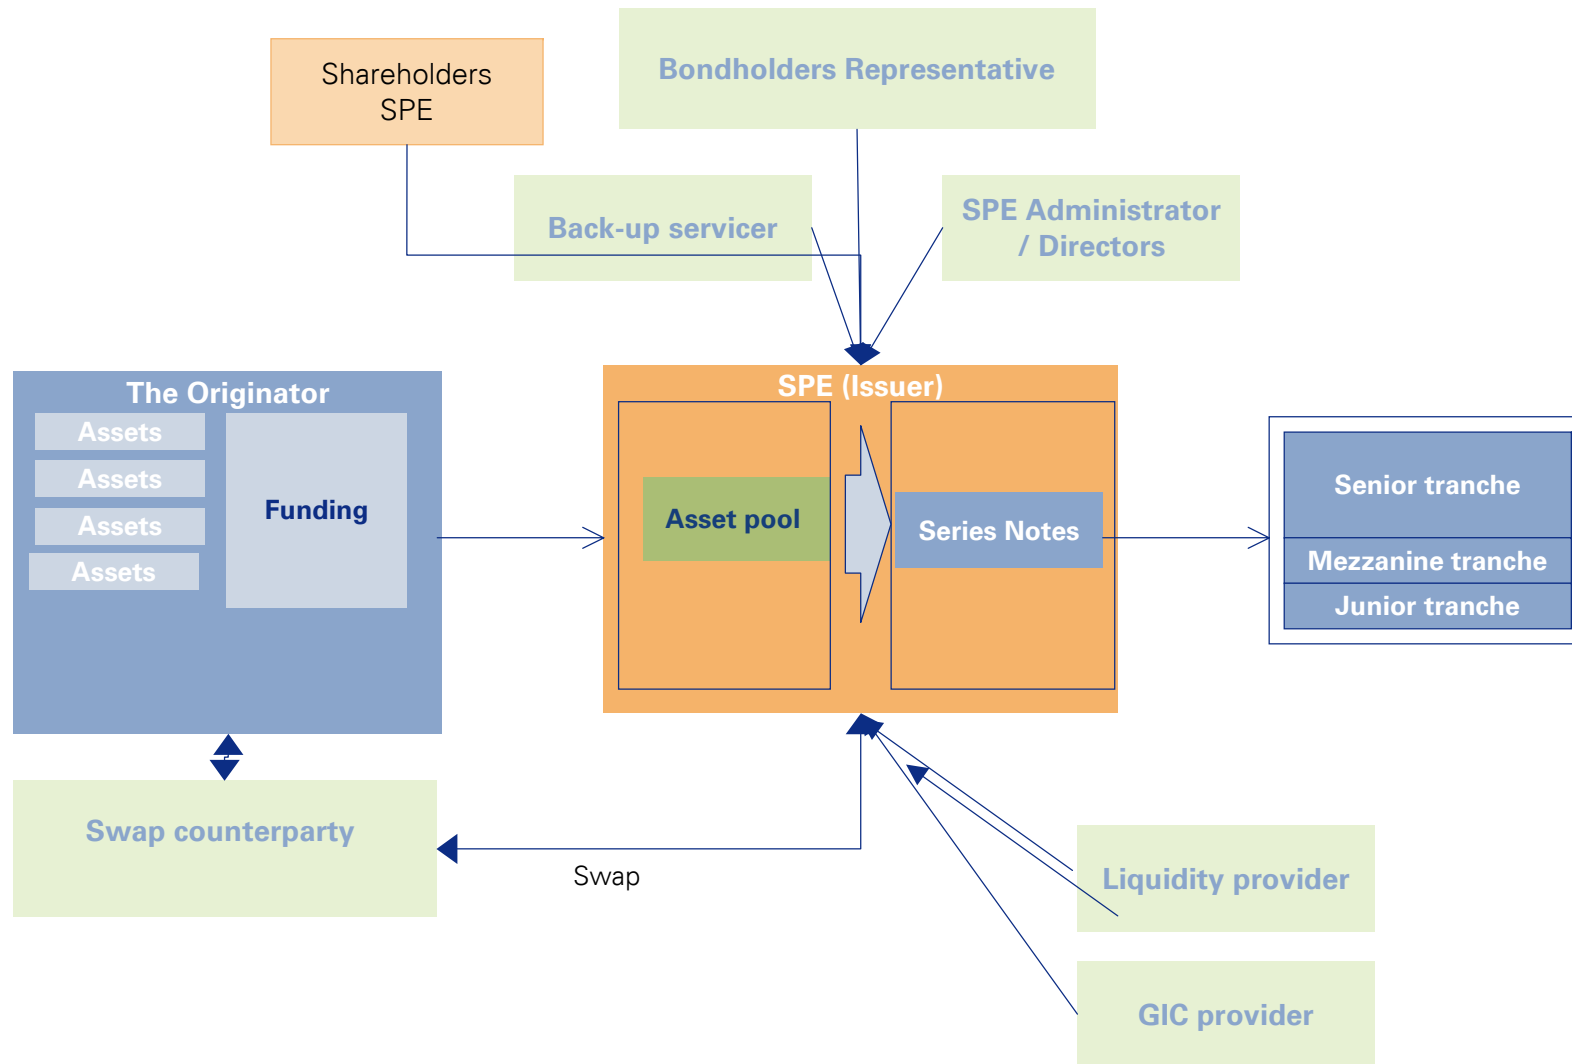 Shareholders
SPE
Bondholders Representative
Back-up servicer
SPE Administrator
/ Directors
The Originator
Assets
Assets
Assets
Assets
Funding
SPE (Issuer)
Asset pool
Series Notes
Senior tranche
Mezzanine tranche
Junior tranche
Swap counterparty
Swap
Liquidity provider
GIC provider